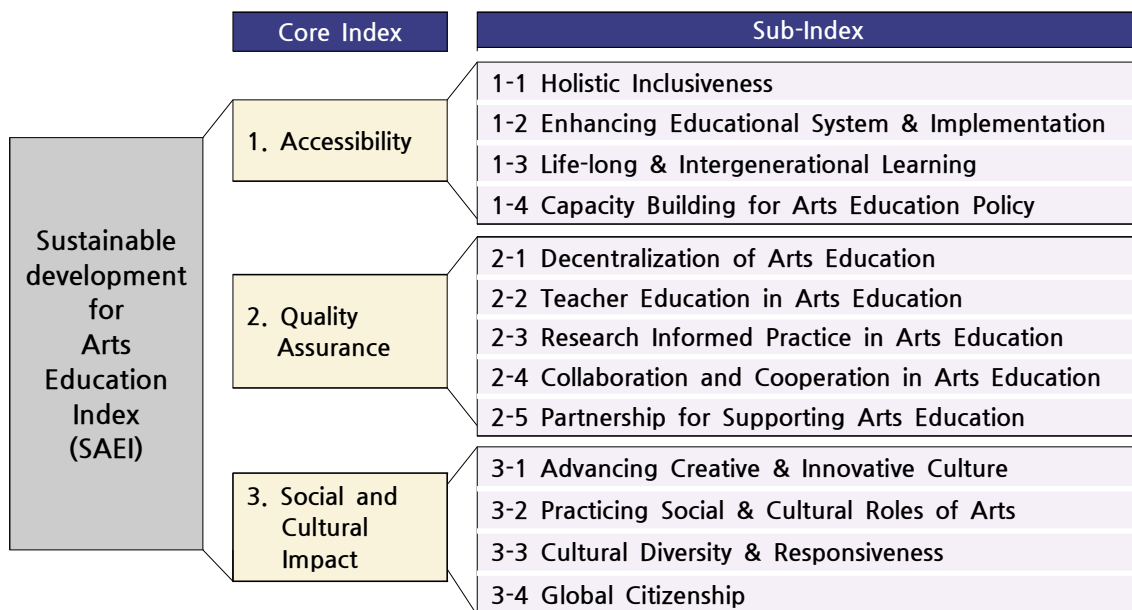 Core Index
Sub-Index
Sustainable
development
for
Arts
Education
Index
(SAEI)
1. Accessibility
1-1 Holistic Inclusiveness
1-2 Enhancing Educational System & Implementation
1-3 Life-long & Intergenerational Learning
1-4 Capacity Building for Arts Education Policy
2. Quality
Assurance
2-1 Decentralization of Arts Education
2-2 Teacher Education in Arts Education
2-3 Research Informed Practice in Arts Education
2-4 Collaboration and Cooperation in Arts Education
2-5 Partnership for Supporting Arts Education
3. Social and
Cultural
Impact
3-1 Advancing Creative & Innovative Culture
3-2 Practicing Social & Cultural Roles of Arts
3-3 Cultural Diversity & Responsiveness
3-4 Global Citizenship